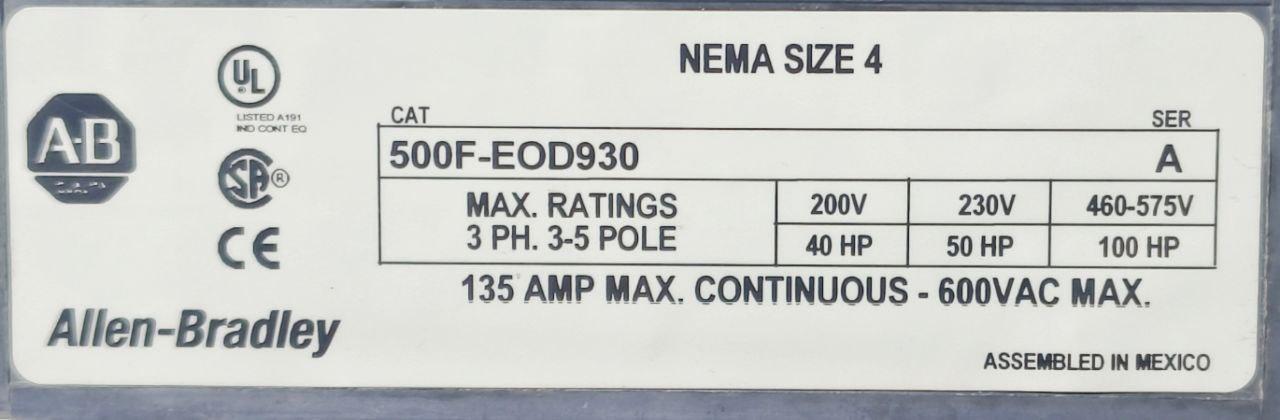 NEMA SIZE 4
UL
LISTED A191
IND CONT EQ
CAT
SER
A-B
500F-EOD930
A
SA®
MAX. RATINGS
3 PH. 3-5 POLE
200V
230V
460-575V
40 HP
50 HP
100 HP
CE
135 AMP MAX. CONTINUOUS - 600VAC MAX.
Allen-Bradley
ASSEMBLED IN MEXICO